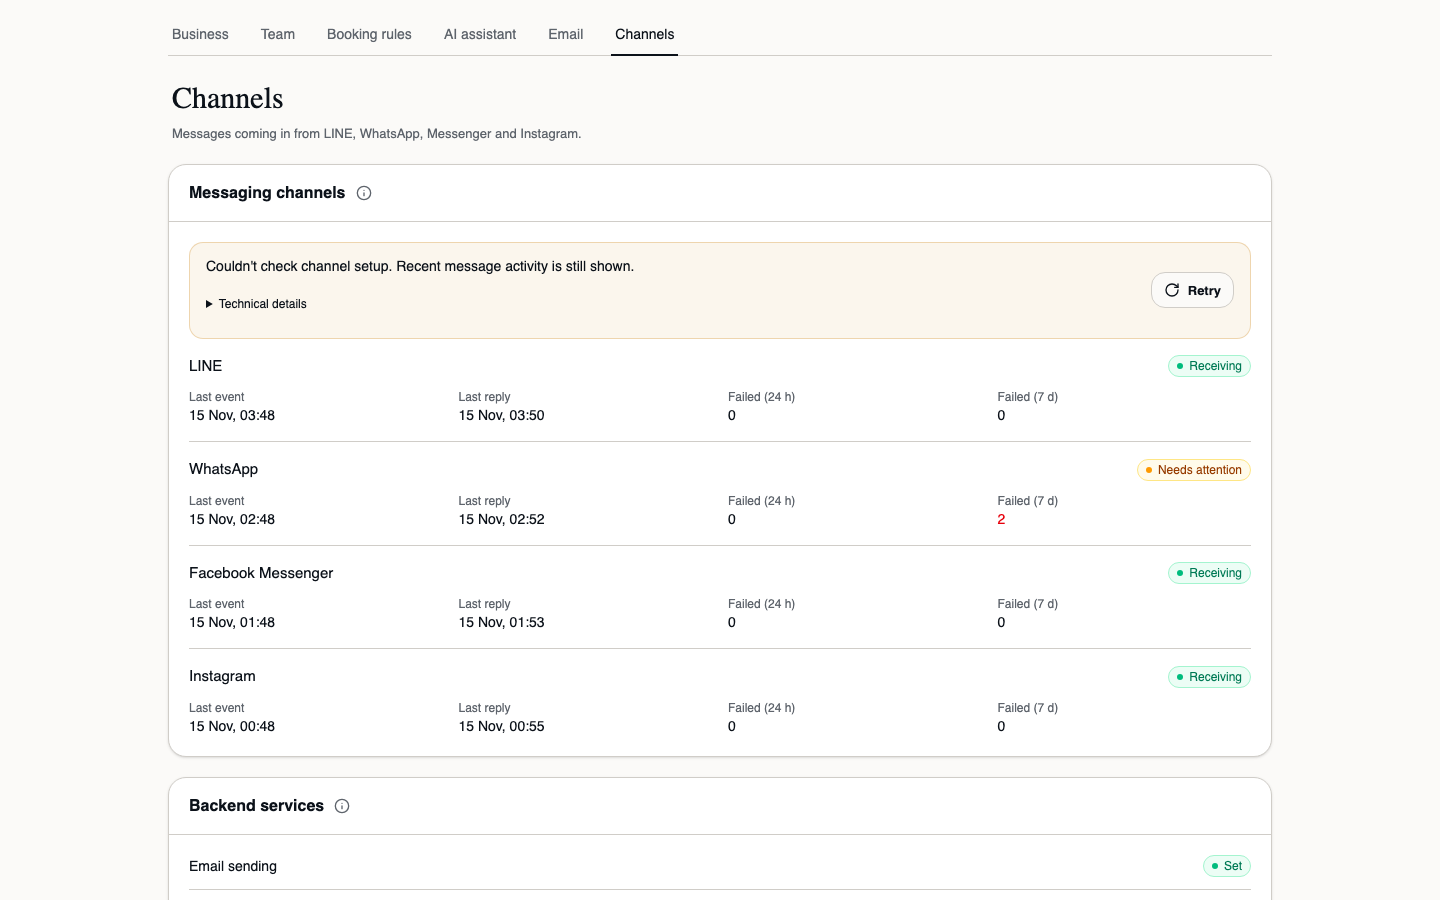 Business Team Booking rules AI assistant Email Channels
Channels
Messages coming in from LINE, WhatsApp, Messenger and Instagram.
Messaging channels
Couldn't check channel setup. Recent message activity is still shown.
Technical details
Retry
LINE Receiving
Last event Last reply Failed (24 h) Failed (7 d)
15 Nov, 03:48 15 Nov, 03:50 0 0
WhatsApp Needs attention
Last event Last reply Failed (24 h) Failed (7 d)
15 Nov, 02:48 15 Nov, 02:52 0 2
Facebook Messenger Receiving
Last event Last reply Failed (24 h) Failed (7 d)
15 Nov, 01:48 15 Nov, 01:53 0 0
Instagram Receiving
Last event Last reply Failed (24 h) Failed (7 d)
15 Nov, 00:48 15 Nov, 00:55 0 0
Backend services
Email sending Set